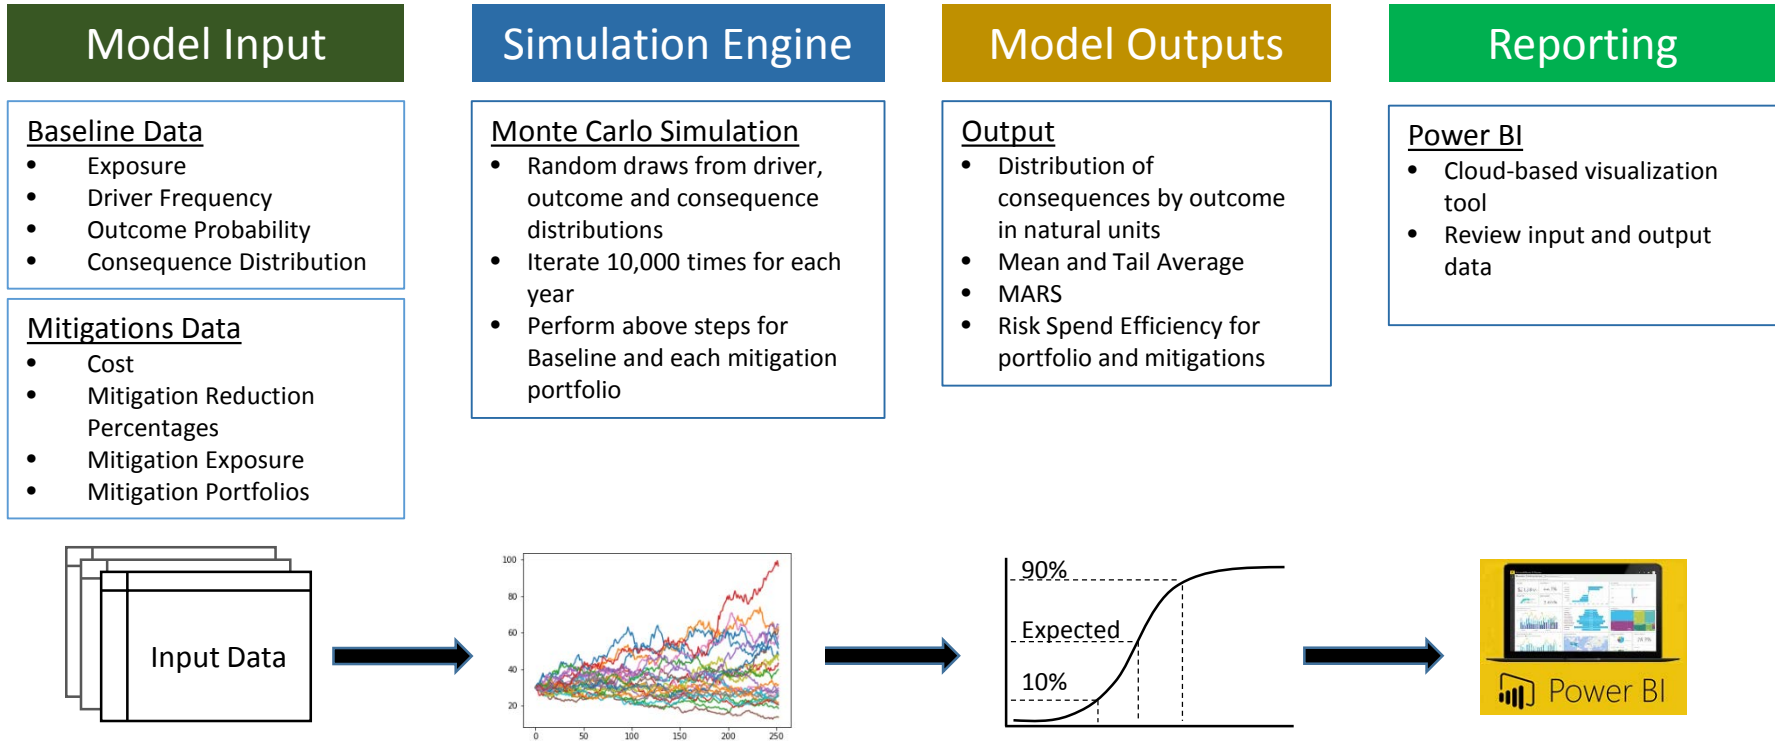 Model Input
Simulation Engine
Model Outputs
Reporting
Baseline Data
• Exposure
• Driver Frequency
• Outcome Probability
• Consequence Distribution
Mitigations Data
• Cost
• Mitigation Reduction
Percentages
• Mitigation Exposure
• Mitigation Portfolios
Monte Carlo Simulation
• Random draws from driver,
outcome and consequence
distributions
• Iterate 10,000 times for each
year
• Perform above steps for
Baseline and each mitigation
portfolio
Output
• Distribution of
consequences by outcome
in natural units
• Mean and Tail Average
• MARS
• Risk Spend Efficiency for
portfolio and mitigations
Power BI
• Cloud-based visualization
tool
• Review input and output
data
Input Data
100
80
60
40
20
0 50 100 150 200 250
90%
Expected
10%
Power BI